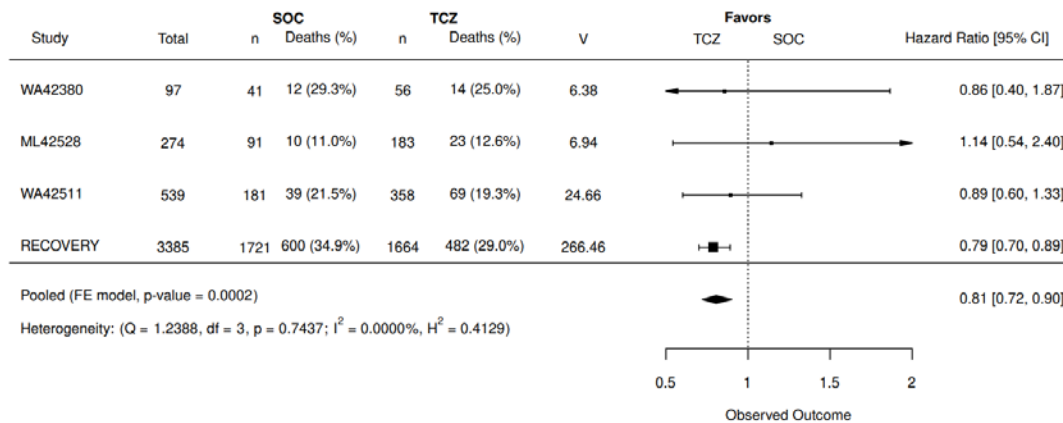 SOC TCZ Favors
Study Total n Deaths (%) n Deaths (%) V TCZ SOC Hazard Ratio [95% CI]
WA42380 97 41 12 (29.3%) 56 14 (25.0%) 6.38 0.86 [0.40, 1.87]
ML42528 274 91 10 (11.0%) 183 23 (12.6%) 6.94 1.14 [0.54, 2.40]
WA42511 539 181 39 (21.5%) 358 69 (19.3%) 24.66 0.89 [0.60, 1.33]
RECOVERY 3385 1721 600 (34.9%) 1664 482 (29.0%) 266.46 0.79 [0.70, 0.89]
Pooled (FE model, p-value = 0.0002) 0.81 [0.72, 0.90]
Heterogeneity: (Q = 1.2388, df = 3, p = 0.7437; I² = 0.0000%, H² = 0.4129)
0.5 1 1.5 2
Observed Outcome